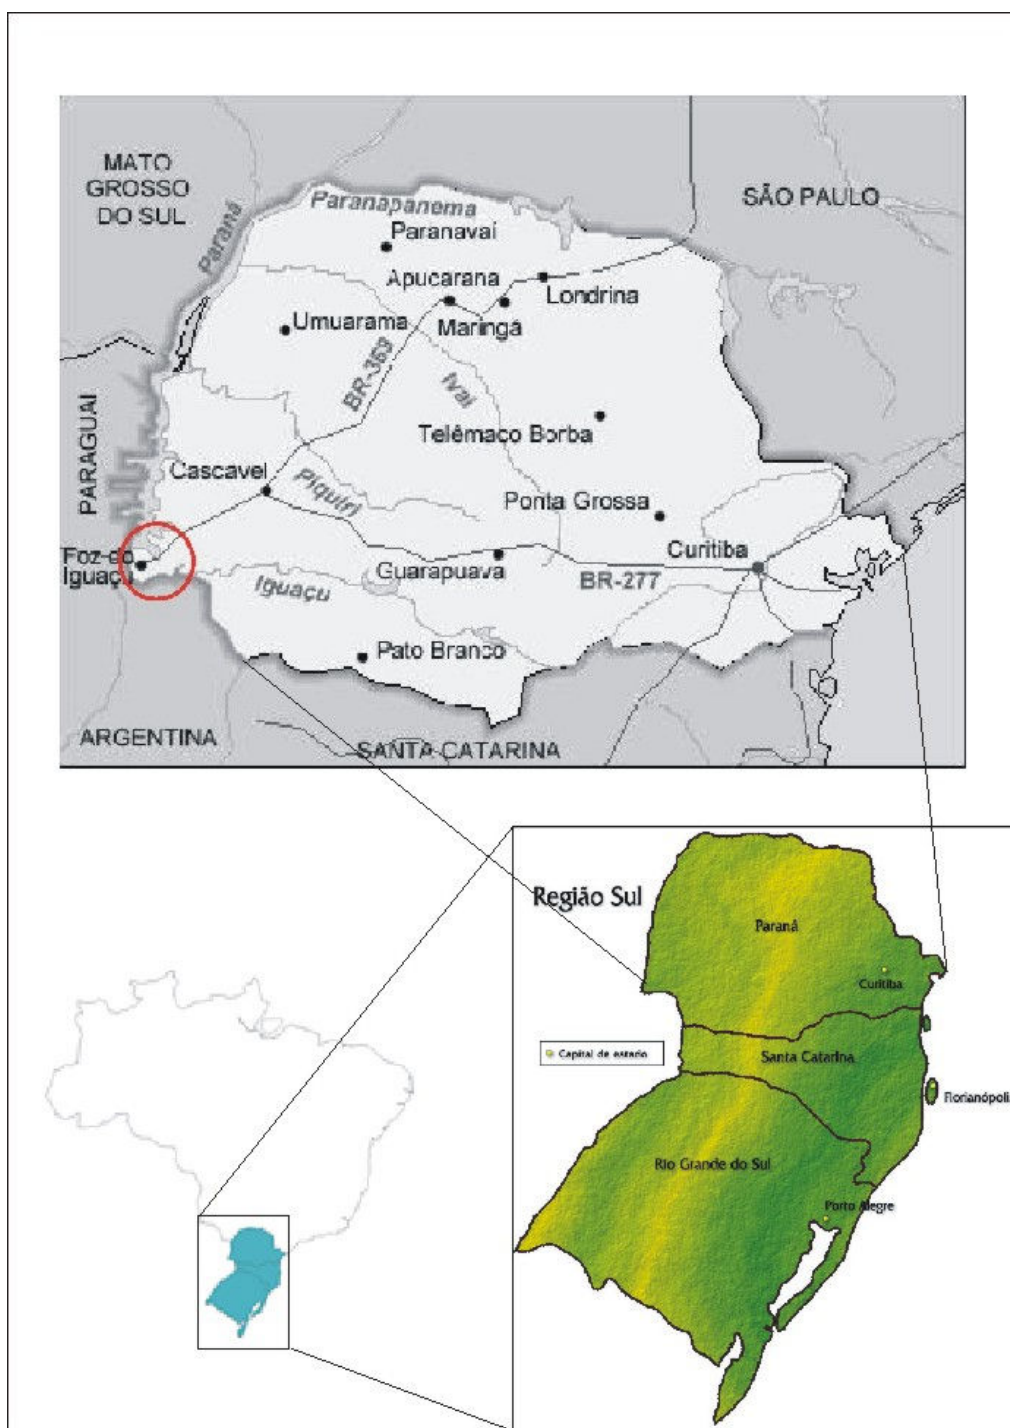 MATO
GROSSO
DO SUL
SÃO PAULO
Paraná
Paranapanema
Paranavaí
Apucarana
Londrina
Umuarama
Maringá
BR-369
Ivaí
PARAGUAI
Telêmaco Borba
Cascavel
Piquiri
Ponta Grossa
Foz do
Iguaçu
Curitiba
Guarapuava
BR-277
Iguaçu
Pato Branco
ARGENTINA
SANTA CATARINA
Região Sul
Paraná
Curitiba
Capital de estado
Santa Catarina
Florianópolis
Rio Grande do Sul
Porto Alegre